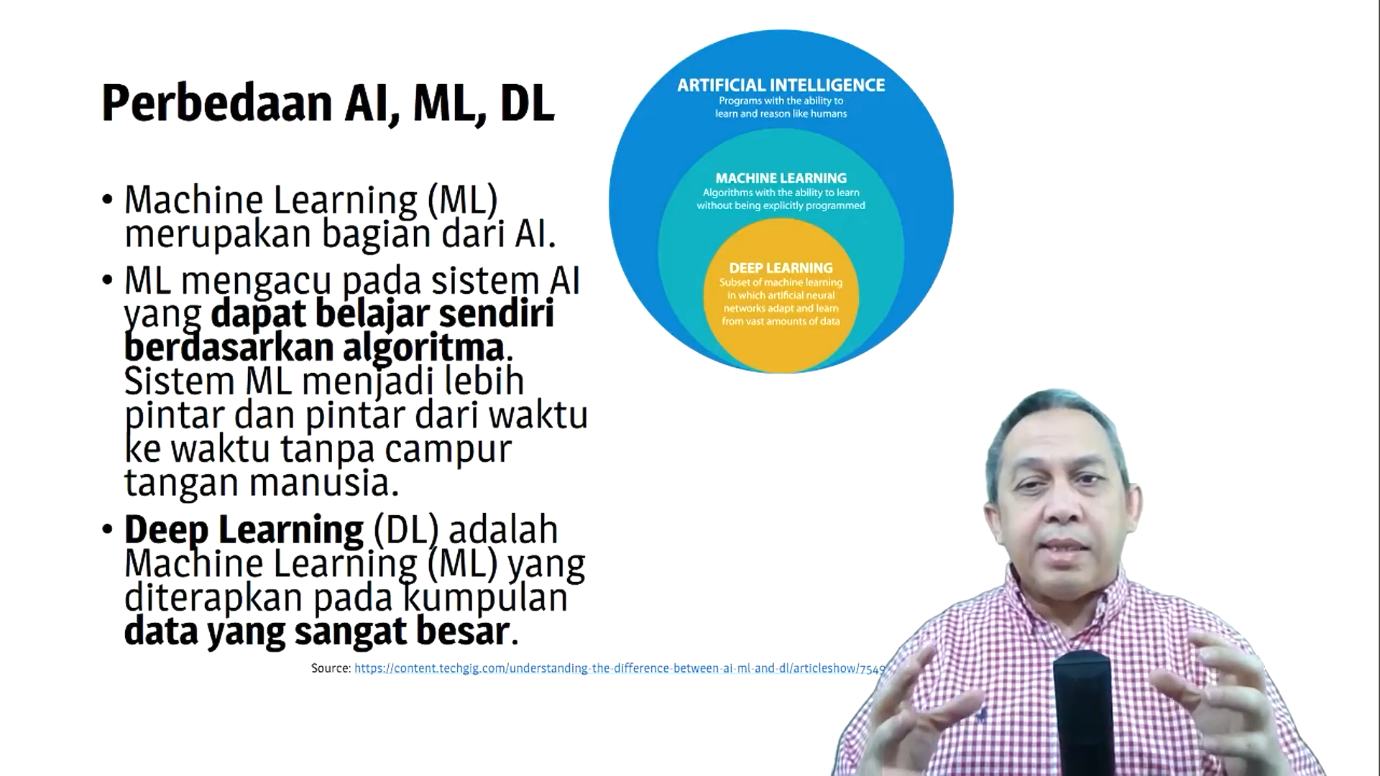 Perbedaan AI, ML, DL
• Machine Learning (ML)
merupakan bagian dari AI.
• ML mengacu pada sistem AI
yang dapat belajar sendiri
berdasarkan algoritma.
Sistem ML menjadi lebih
pintar dan pintar dari waktu
ke waktu tanpa campur
tangan manusia.
• Deep Learning (DL) adalah
Machine Learning (ML) yang
diterapkan pada kumpulan
data yang sangat besar.
ARTIFICIAL INTELLIGENCE
Programs with the ability to
learn and reason like humans
MACHINE LEARNING
Algorithms with the ability to learn
without being explicitly programmed
DEEP LEARNING
Subset of machine learning
in which artificial neural
networks adapt and learn
from vast amounts of data
Source: https://content.techgig.com/understanding-the-difference-between-ai-ml-and-dl/articleshow/7549